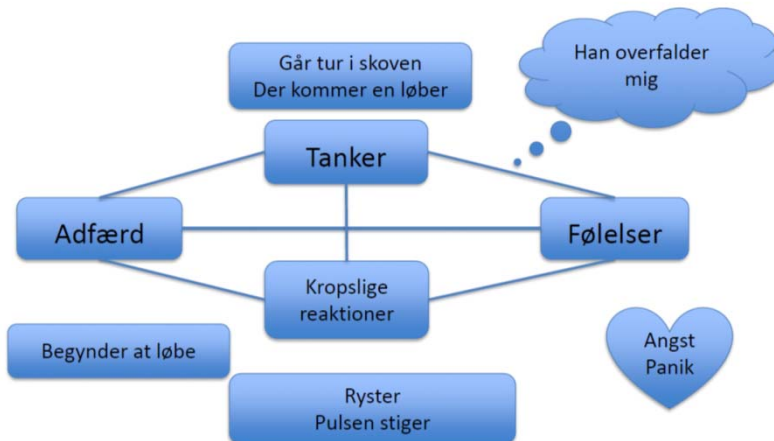 Går tur i skoven
Der kommer en løber
Han overfalder
mig
Tanker
Adfærd
Følelser
Kropslige
reaktioner
Begynder at løbe
Angst
Panik
Ryster
Pulsen stiger